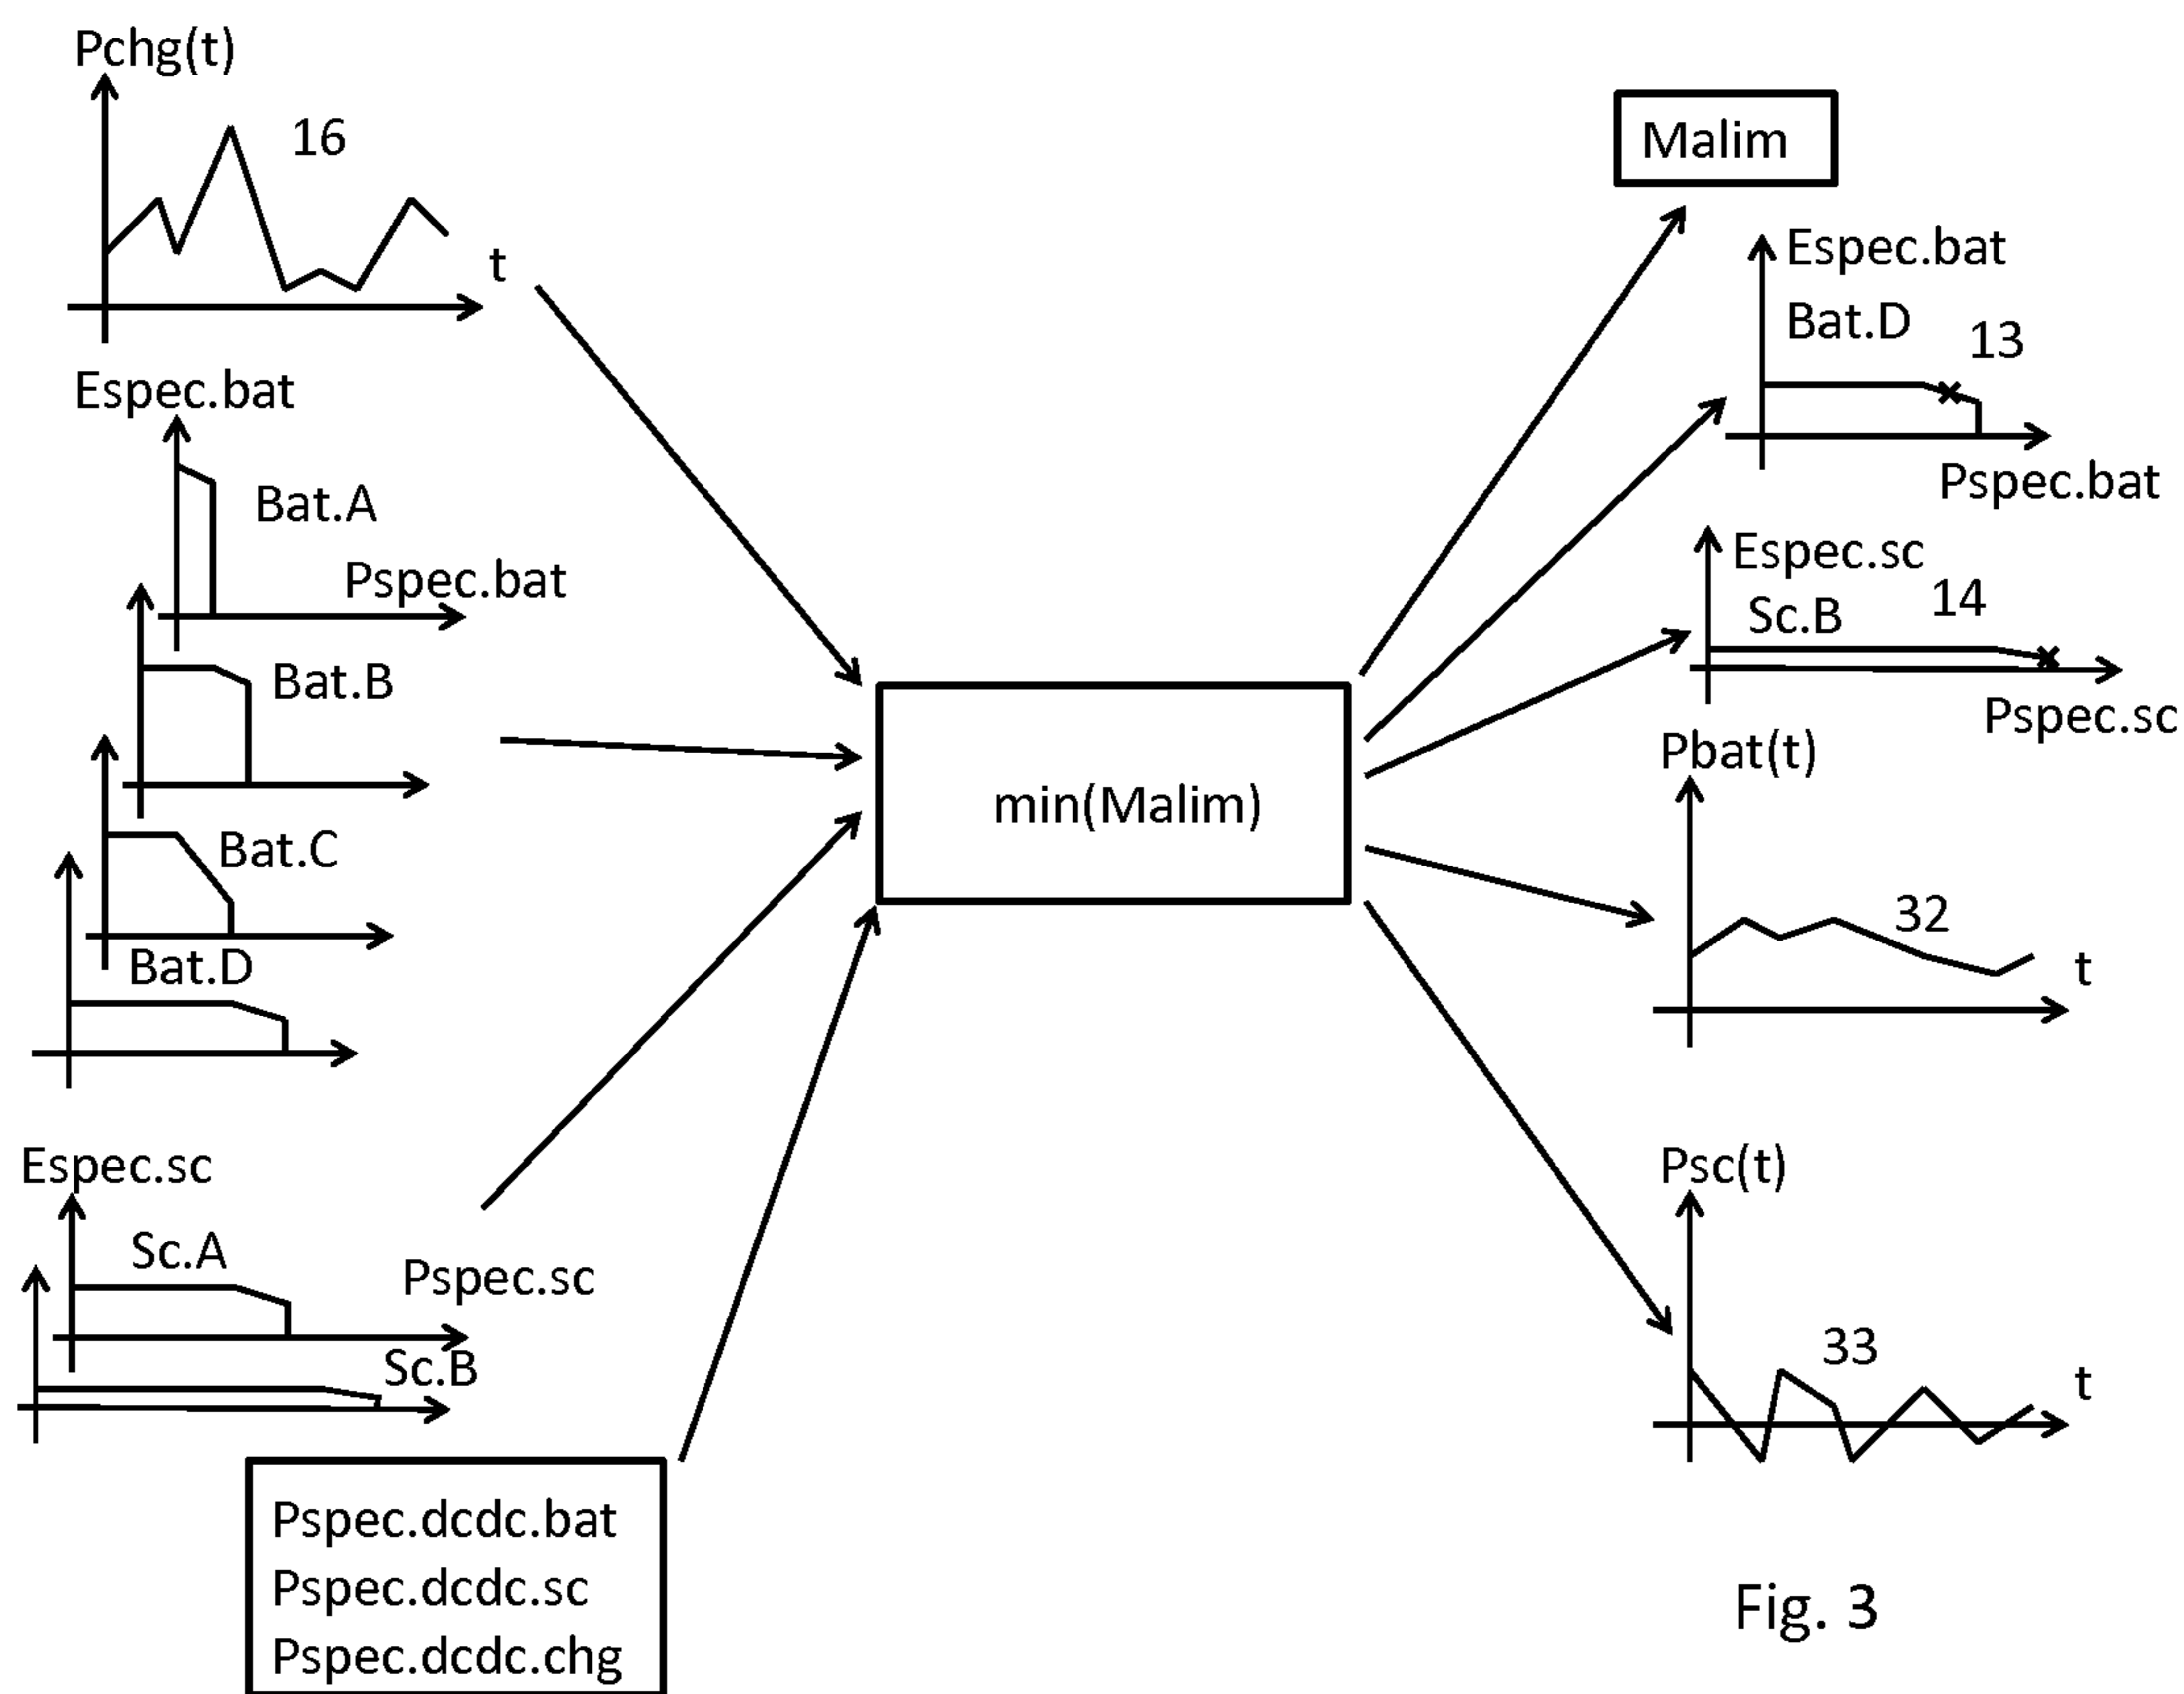 Pchg(t)
16
t
Espec.bat
Bat.A
Pspec.bat
Bat.B
Bat.C
Bat.D
Espec.sc
Sc.A
Pspec.sc
Sc.B
Pspec.dcdc.bat
Pspec.dcdc.sc
Pspec.dcdc.chg
min(Malim)
Malim
Espec.bat
Bat.D
13
Pspec.bat
Espec.sc
Sc.B
14
Pspec.sc
Pbat(t)
32
t
Psc(t)
33
t
Fig. 3